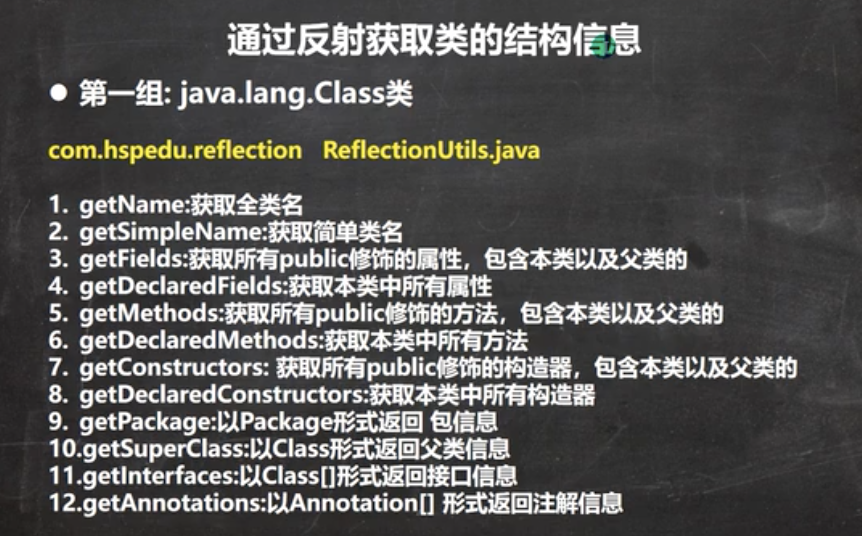 通过反射获取类的结构信息
● 第一组: java.lang.Class类
com.hspedu.reflection ReflectionUtils.java
1. getName:获取全类名
2. getSimpleName:获取简单类名
3. getFields:获取所有public修饰的属性，包含本类以及父类的
4. getDeclaredFields:获取本类中所有属性
5. getMethods:获取所有public修饰的方法，包含本类以及父类的
6. getDeclaredMethods:获取本类中所有方法
7. getConstructors: 获取所有public修饰的构造器，包含本类以及父类的
8. getDeclaredConstructors:获取本类中所有构造器
9. getPackage:以Package形式返回 包信息
10.getSuperClass:以Class形式返回父类信息
11.getInterfaces:以Class[]形式返回接口信息
12.getAnnotations:以Annotation[] 形式返回注解信息